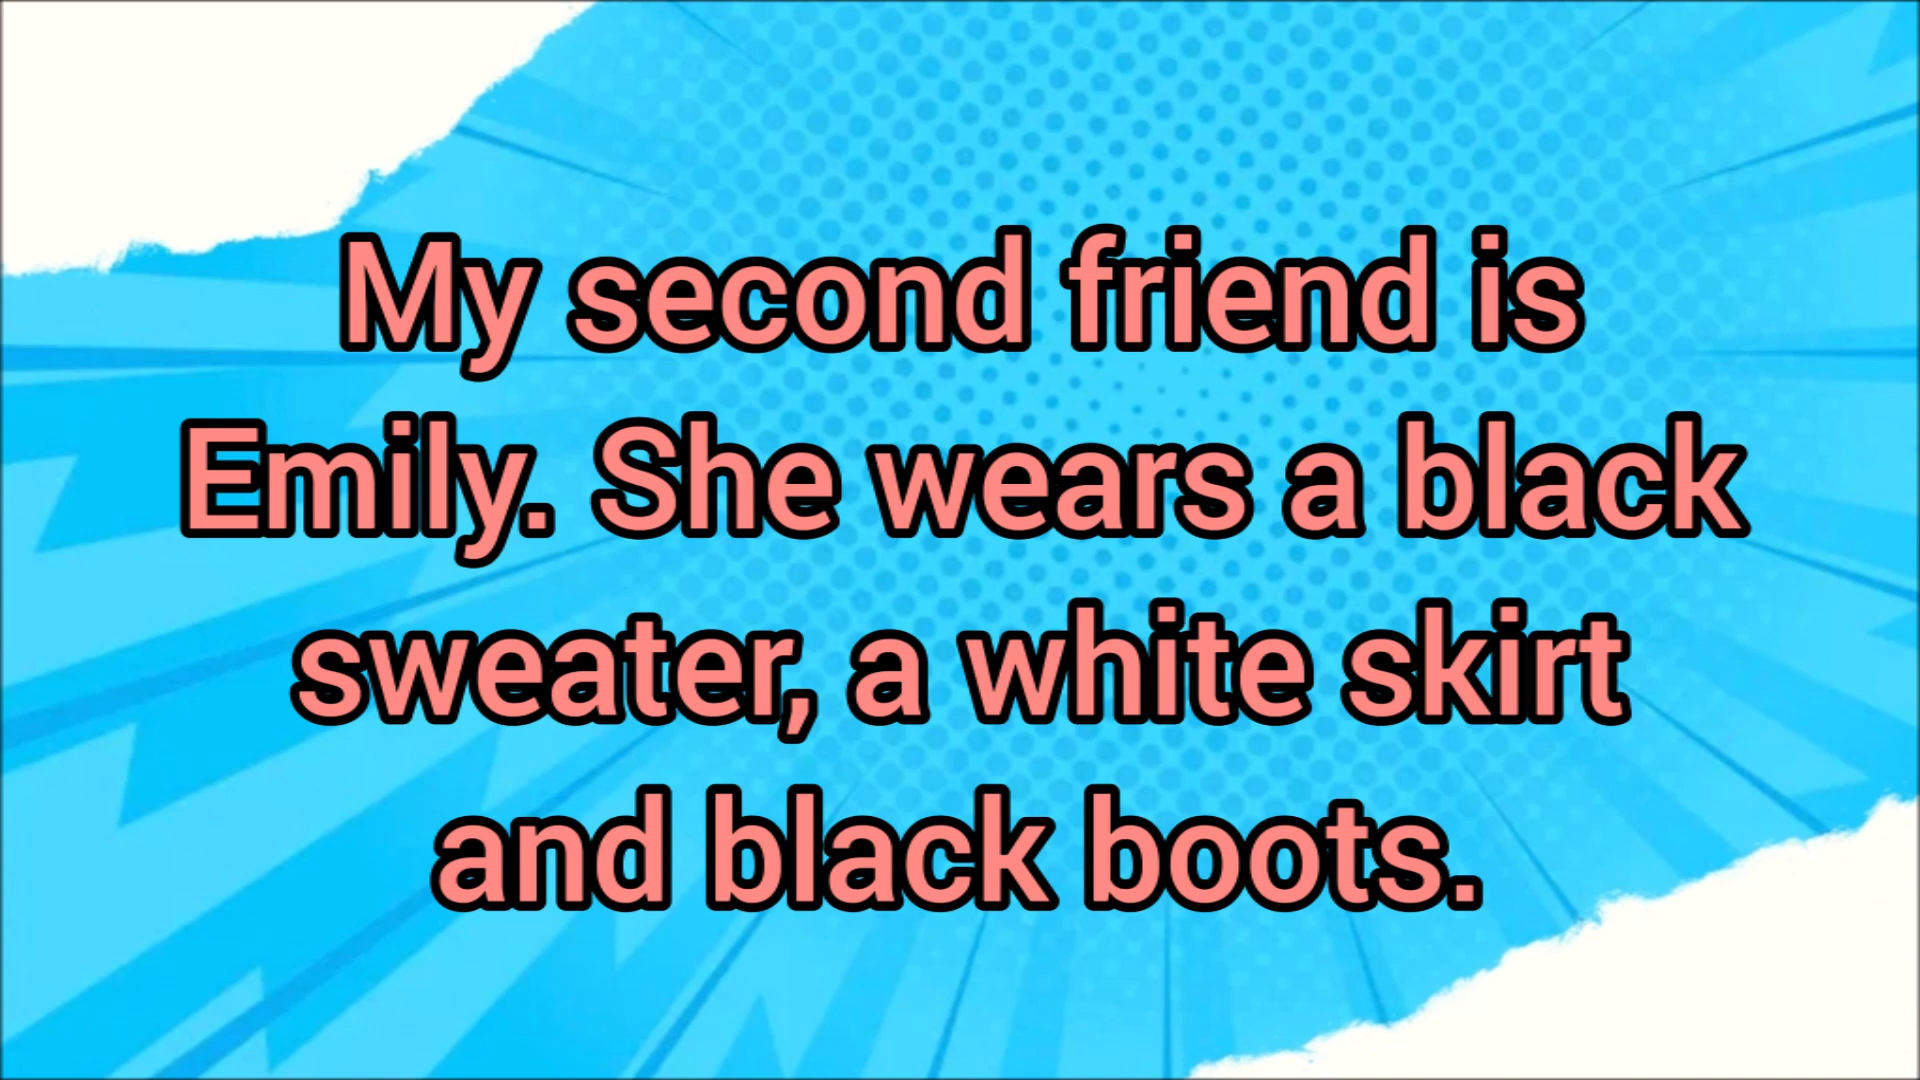 My second friend is
Emily. She wears a black
sweater, a white skirt
and black boots.